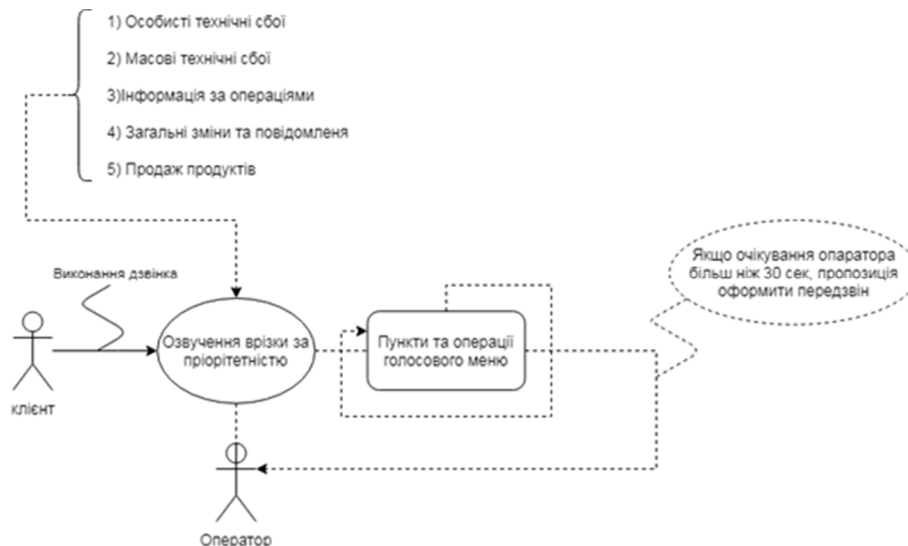 1) Особисті технічні сбої
2) Масові технічні сбої
3)Інформація за операціями
4) Загальні зміни та повідомленя
5) Продаж продуктів
Якщо очікування опаратора
більш ніж 30 сек, пропозиція
оформити передзвін
Виконання дзвінка
Озвучення врізки за
пріорітетністю
Пункти та операції
голосового меню
клієнт
Оператор